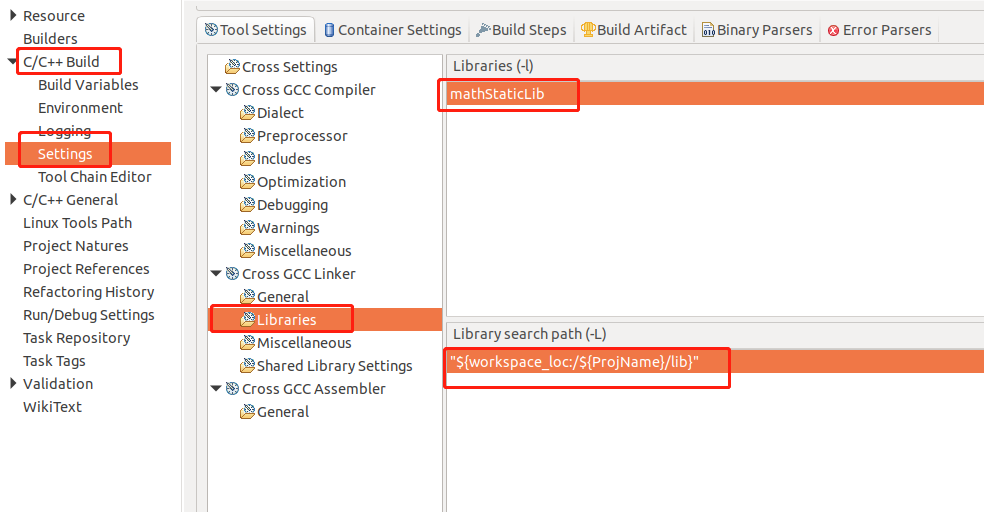 Resource
Builders
C/C++ Build
Build Variables
Environment
Logging
Settings
Tool Chain Editor
C/C++ General
Linux Tools Path
Project Natures
Project References
Refactoring History
Run/Debug Settings
Task Repository
Task Tags
Validation
WikiText
Tool Settings
Container Settings
Build Steps
Build Artifact
Binary Parsers
Error Parsers
Cross Settings
Cross GCC Compiler
Dialect
Preprocessor
Includes
Optimization
Debugging
Warnings
Miscellaneous
Cross GCC Linker
General
Libraries
Miscellaneous
Shared Library Settings
Cross GCC Assembler
General
Libraries (-l)
mathStaticLib
Library search path (-L)
"${workspace_loc:/${ProjName}/lib}"